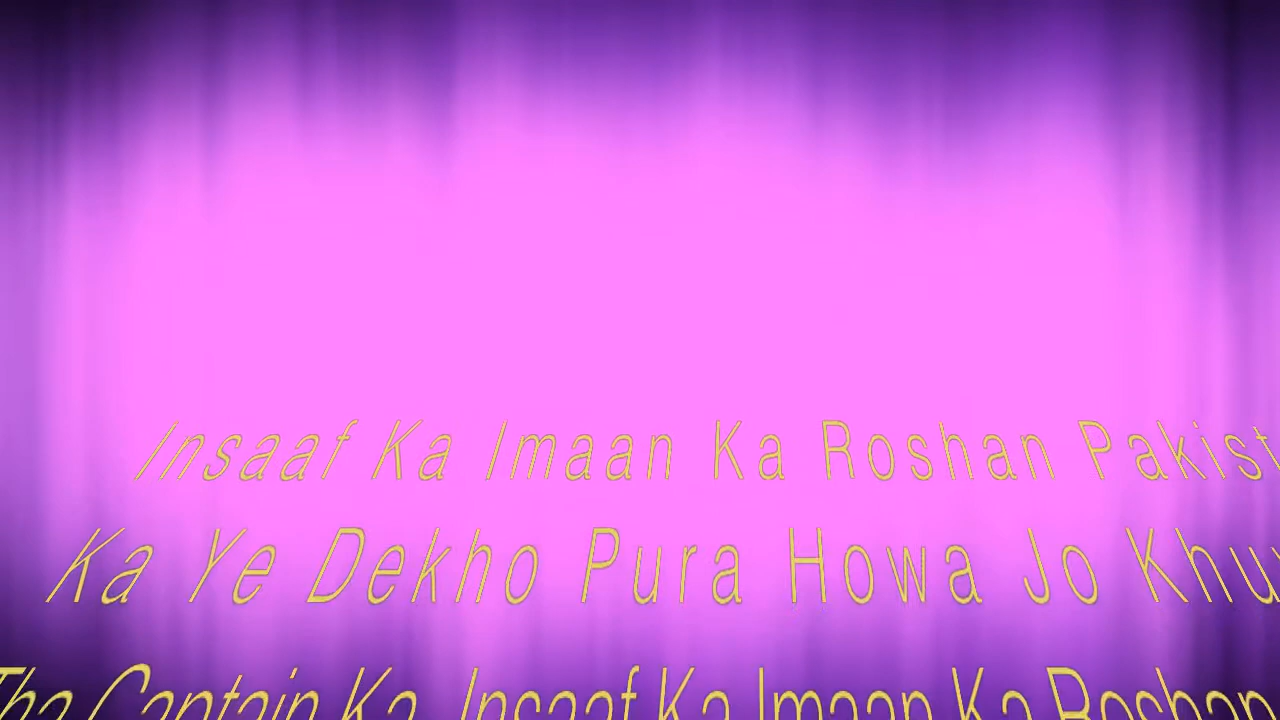 Insaaf Ka Imaan Ka Roshan Pakist
Ka Ye Dekho Pura Howa Jo Khu
Tha Captain Ka Insaaf Ka Imaan Ka Roshan